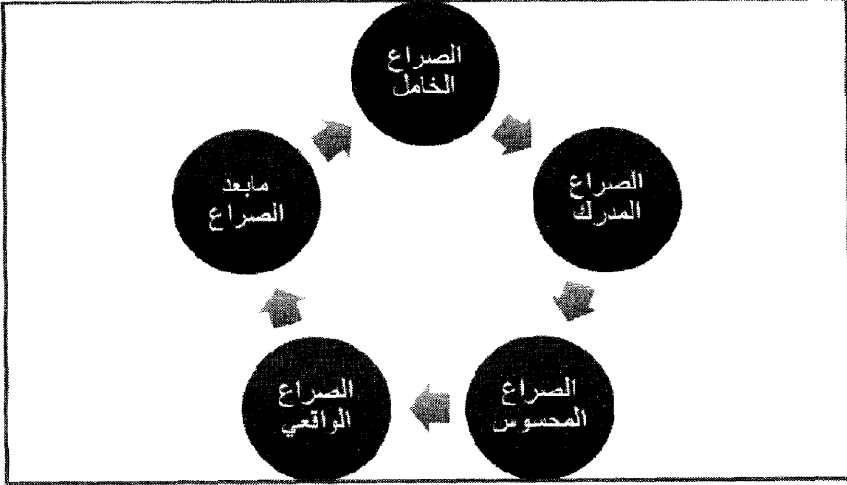 الصراع
الخامل
الصراع
المدرك
الصراع
المحسوس
الصراع
الواقعي
مابعد
الصراع